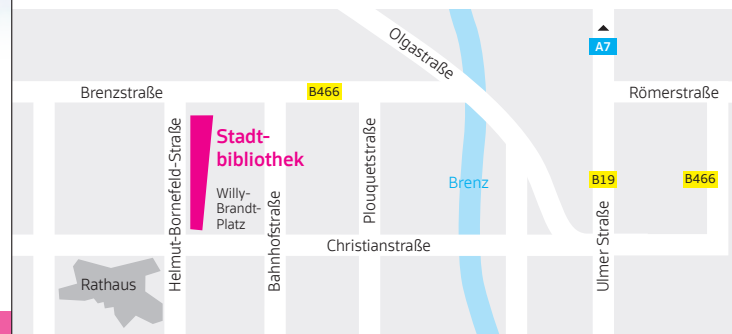 Olgastraße
A7
Brenzstraße
B466
Römerstraße
Helmut-Bornefeld-Straße
Stadt-
bibliothek
Willy-
Brandt-
Platz
Bahnhofstraße
Plouquetstraße
Brenz
B19
B466
Christianstraße
Ulmer Straße
Rathaus